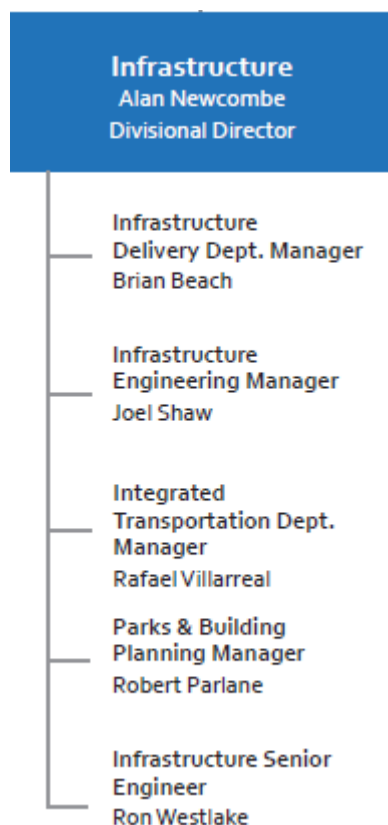 Infrastructure
Alan Newcombe
Divisional Director
Infrastructure
Delivery Dept. Manager
Brian Beach
Infrastructure
Engineering Manager
Joel Shaw
Integrated
Transportation Dept.
Manager
Rafael Villarreal
Parks & Building
Planning Manager
Robert Parlane
Infrastructure Senior
Engineer
Ron Westlake